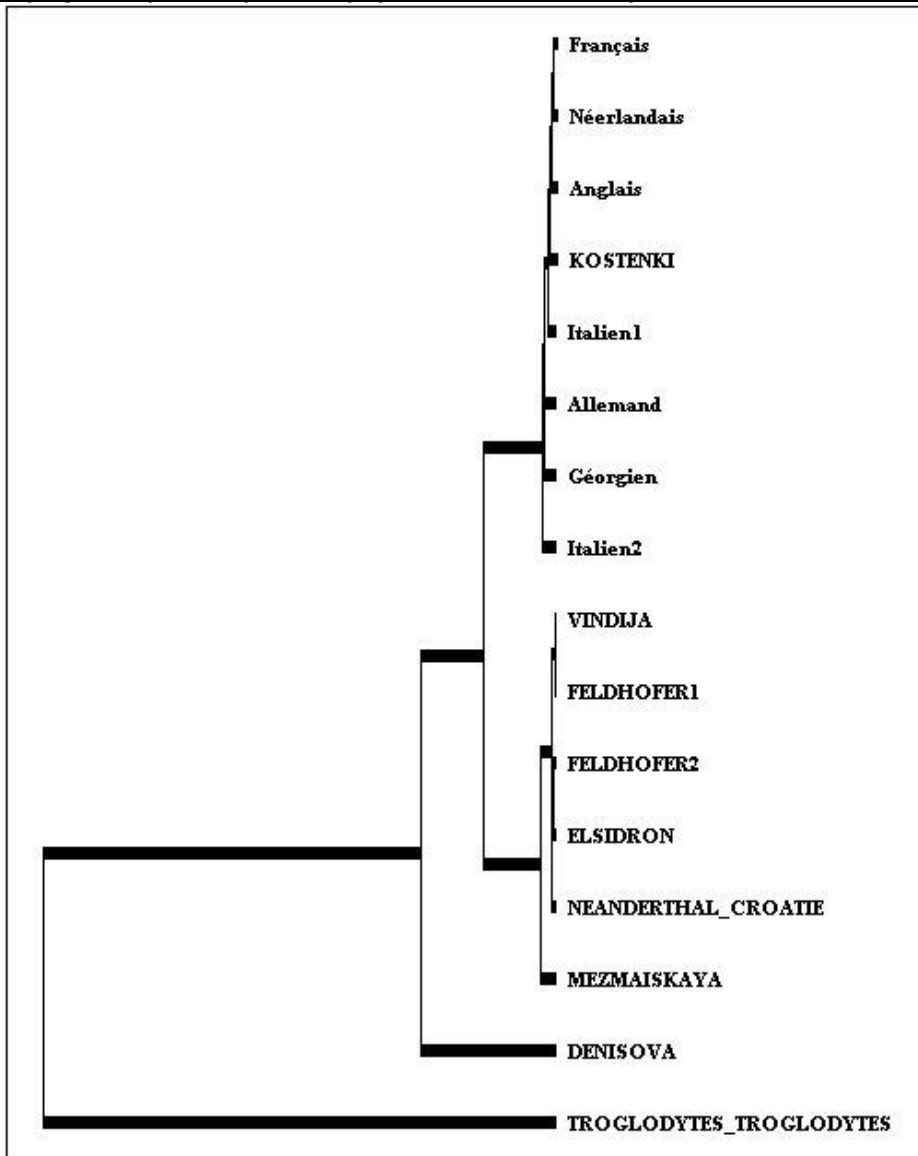 Français
Néerlandais
Anglais
KOSTENKI
Italien1
Allemand
Géorgien
Italien2
VINDIJA
FELDHOFER1
FELDHOFER2
ELSIDRON
NEANDERTHAL_CROATIE
MEZMAISKAYA
DENISOVA
TROGLODYTES_TROGLODYTES